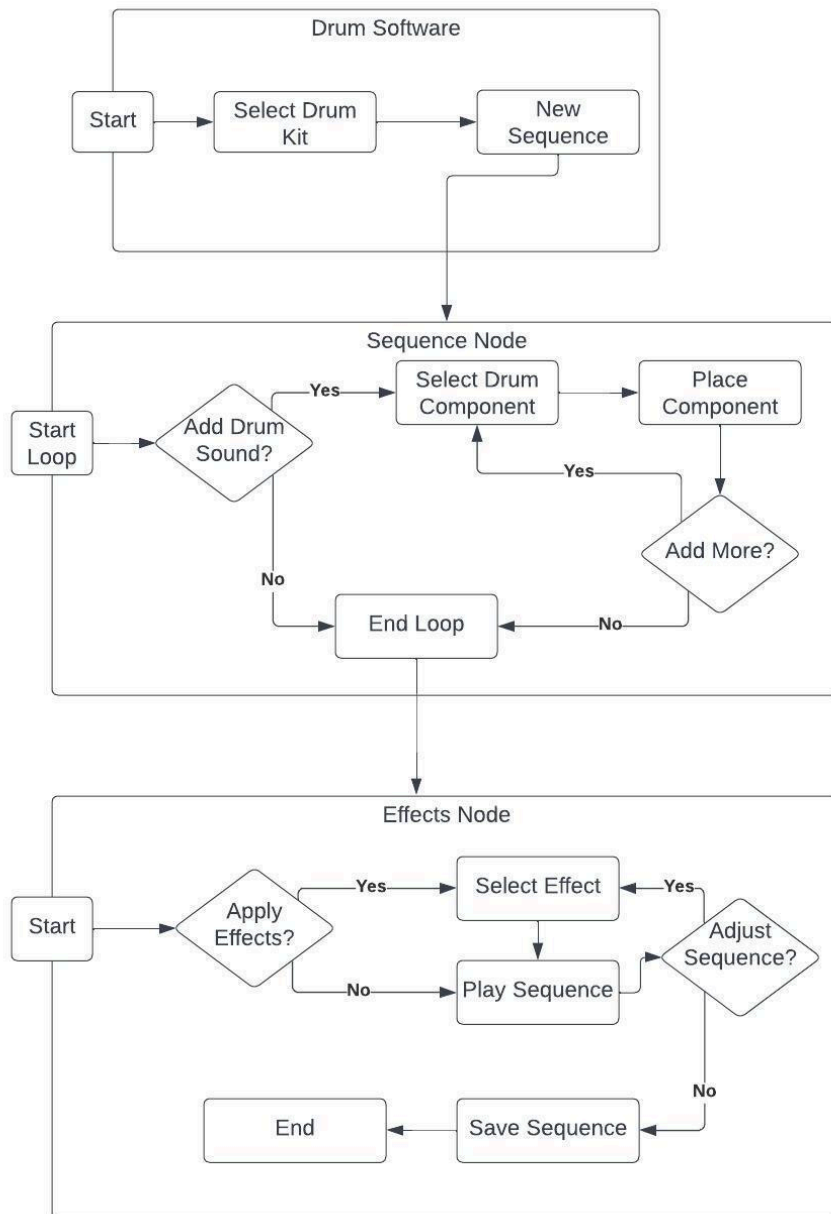 Drum Software
Start
Select Drum
Kit
New
Sequence
Sequence Node
Start
Loop
Add Drum
Sound?
Yes
Select Drum
Component
Place
Component
Yes
Add More?
No
End Loop
No
Effects Node
Start
Apply
Effects?
Yes
Select Effect
Yes
Adjust
Sequence?
No
Play Sequence
No
End
Save Sequence